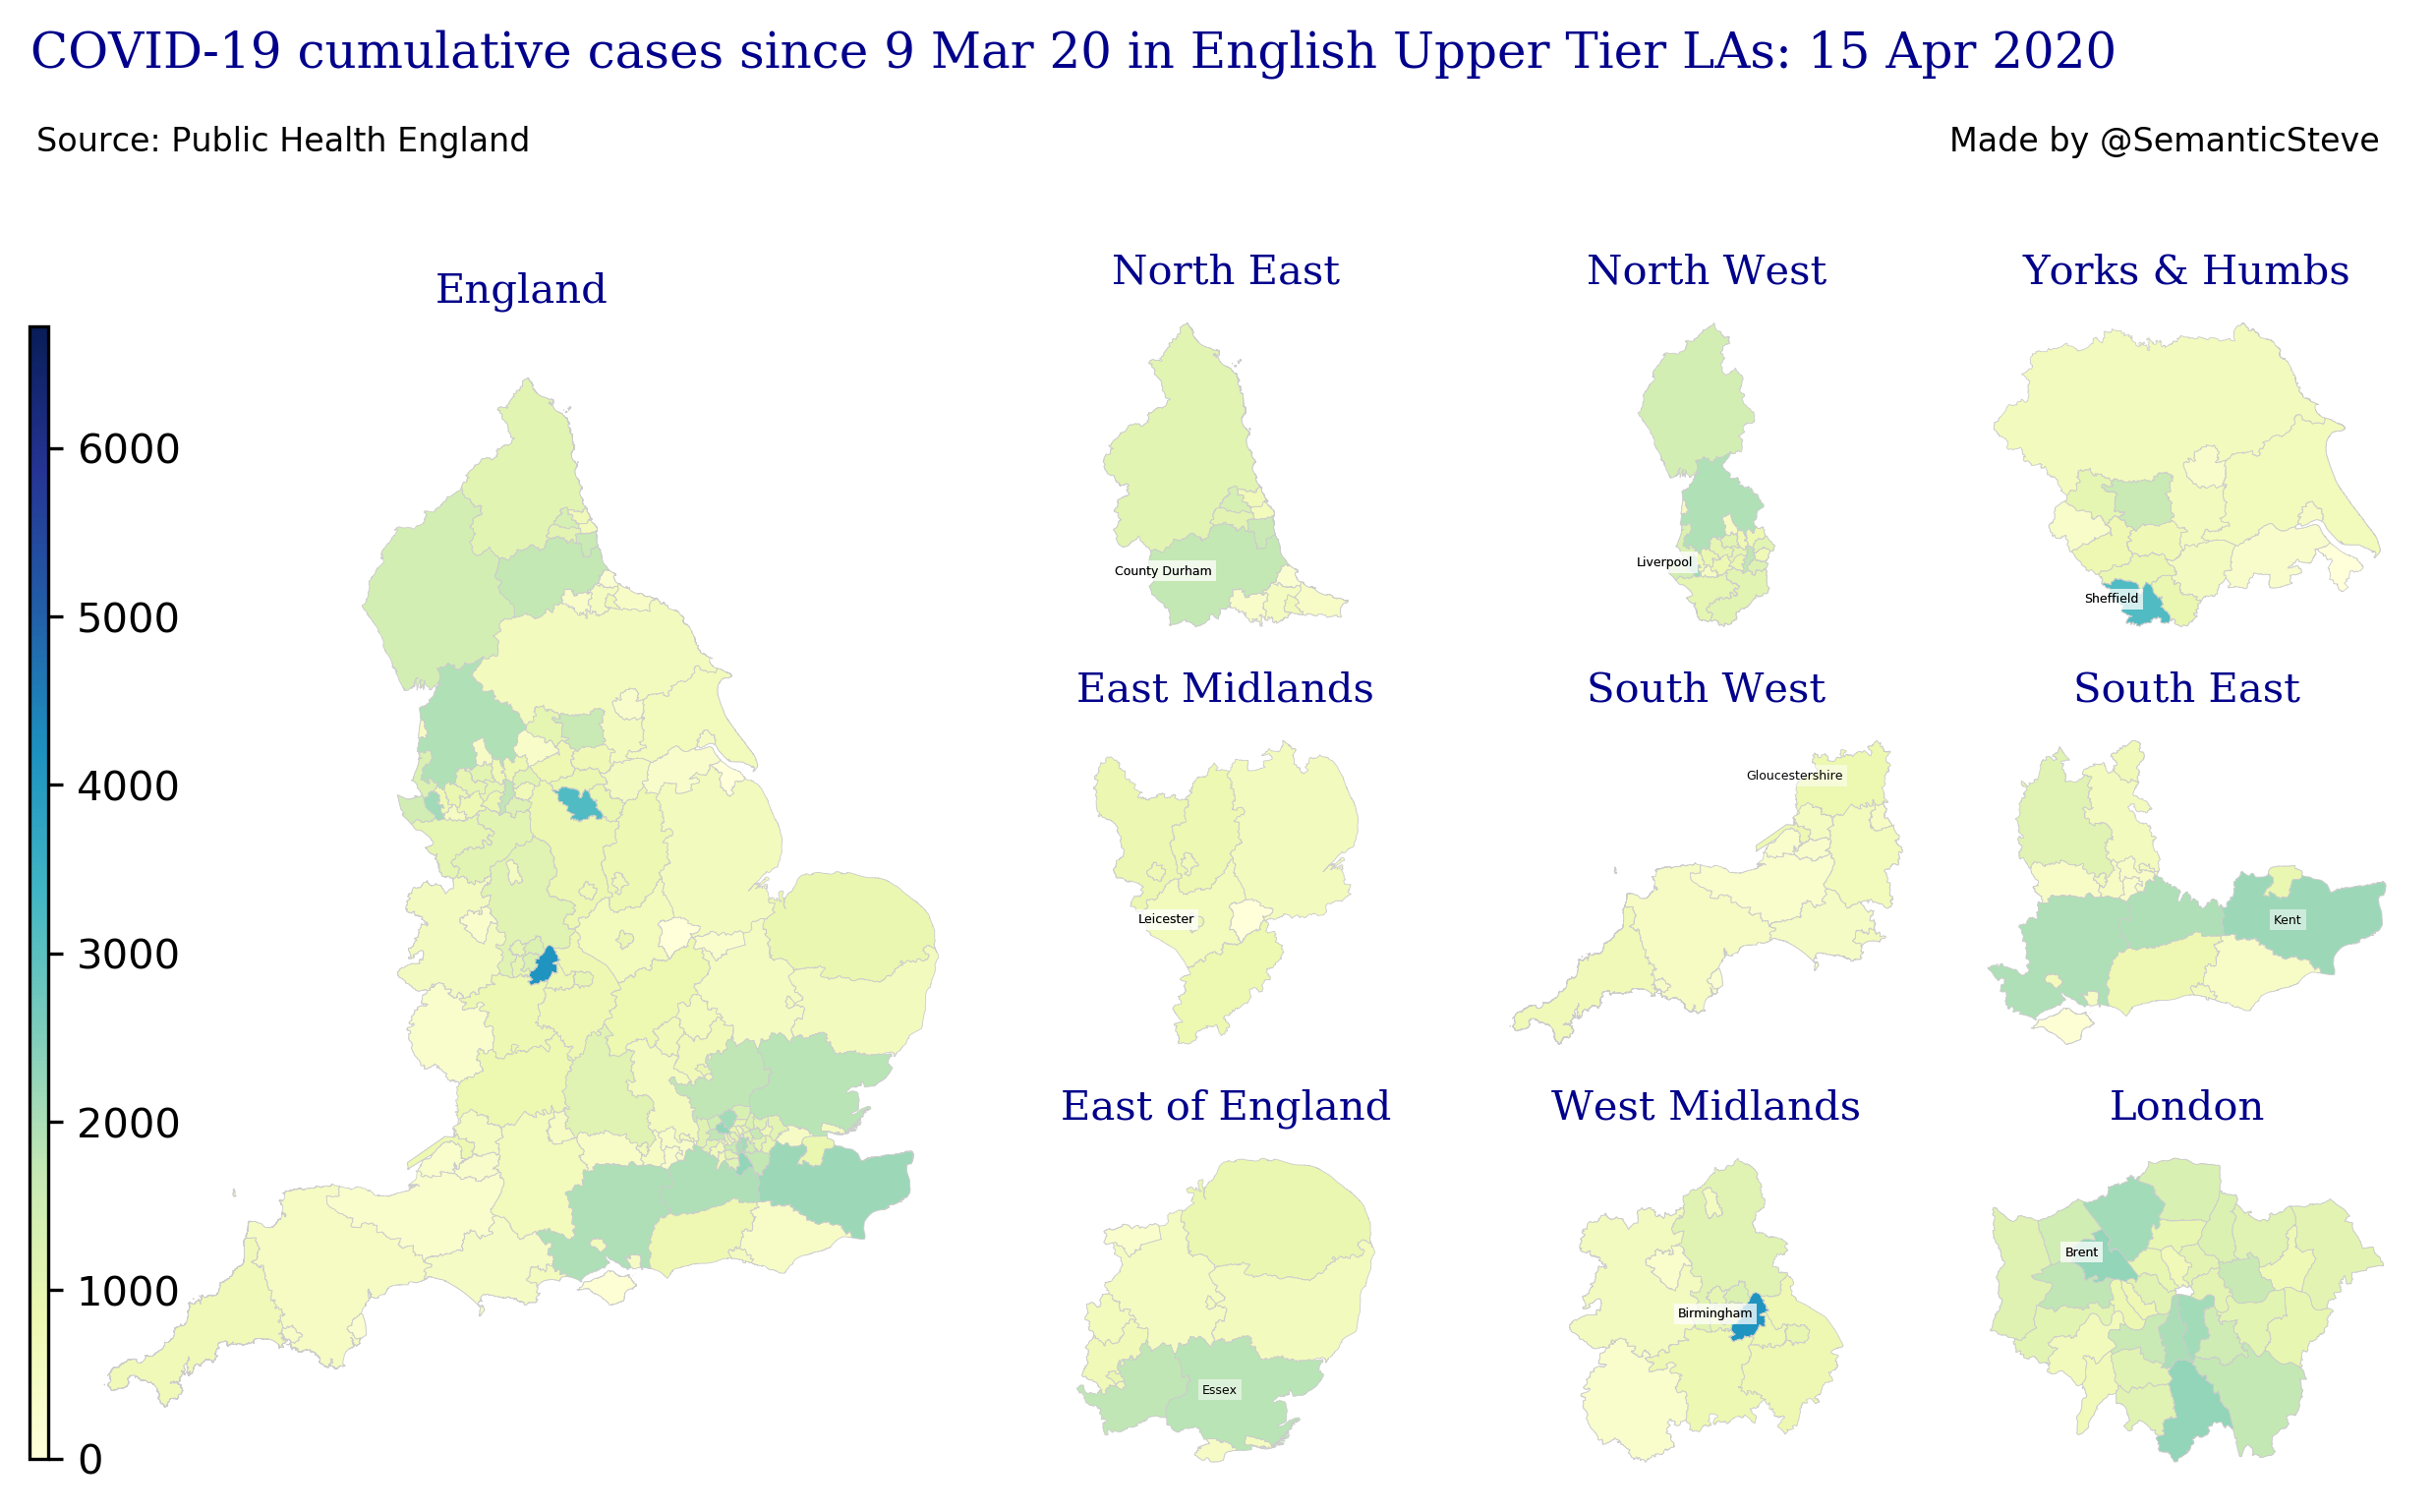 COVID-19 cumulative cases since 9 Mar 20 in English Upper Tier LAs: 15 Apr 2020
Source: Public Health England
Made by @SemanticSteve
England
6000
5000
4000
3000
2000
1000
0
North East
County Durham
North West
Liverpool
Yorks & Humbs
Sheffield
East Midlands
Leicester
South West
Gloucestershire
South East
Kent
East of England
Essex
West Midlands
Birmingham
London
Brent